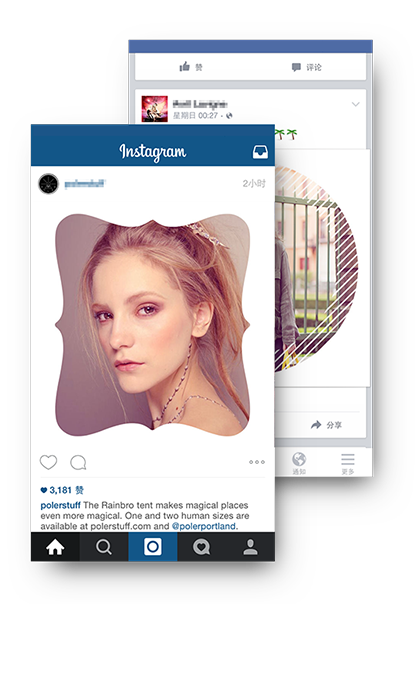 赞
评论
星期日 00:27
Instagram
2小时
分享
3,181 赞
polerstuff The Rainbro tent makes magical places
even more magical. One and two human sizes are
available at polerstuff.com and @polerportland.
通知
更多